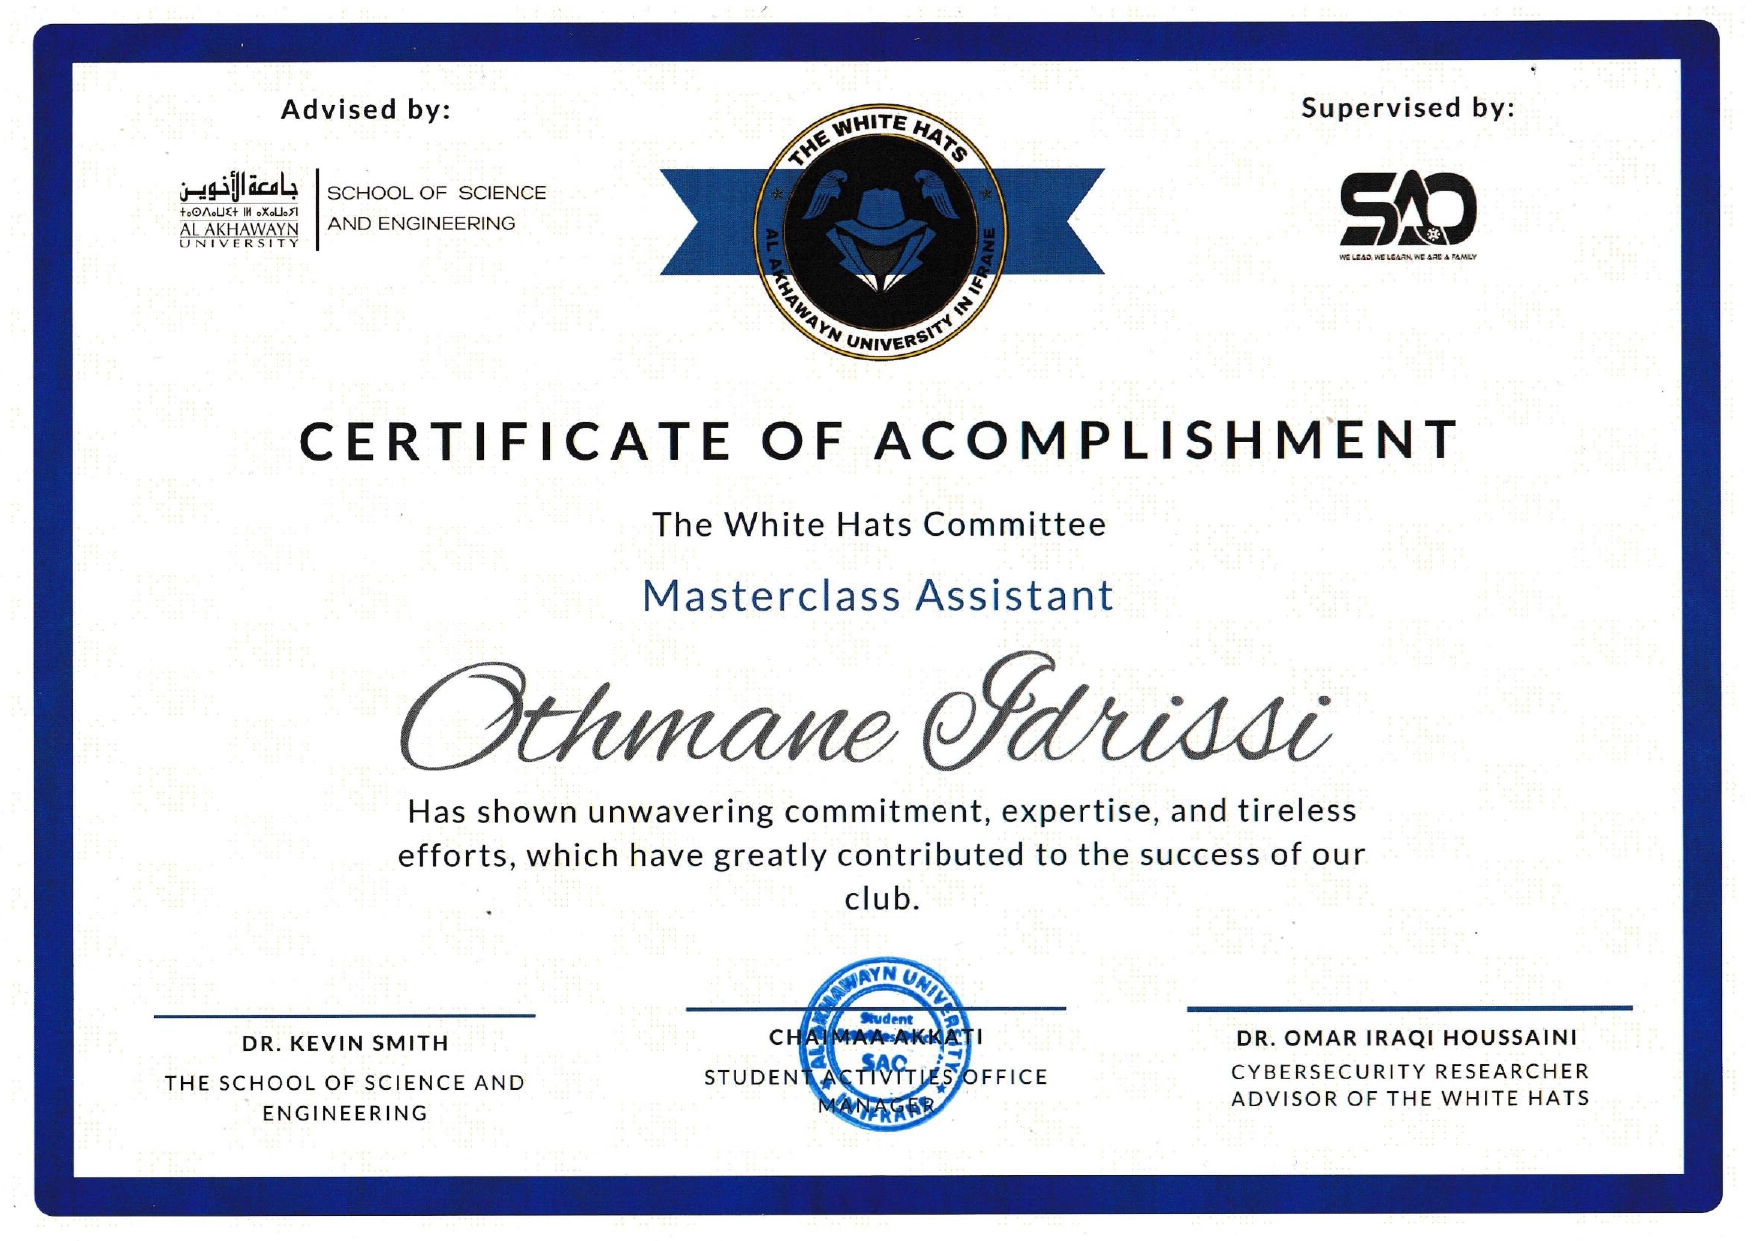 Advised by:
Supervised by:
جامعة الأخوين
ⵜⴰⵙⴷⴰⵡⵉⵜ ⵏ ⴰⵅⴰⵡⴰⵢⵏ
AL AKHAWAYN
UNIVERSITY
SCHOOL OF SCIENCE
AND ENGINEERING
THE WHITE HATS
AL AKHAWAYN UNIVERSITY IN IFRANE
SAO
WE LEAD, WE LEARN, WE ARE A FAMILY
CERTIFICATE OF ACOMPLISHMENT
The White Hats Committee
Masterclass Assistant
Othmane Idrissi
Has shown unwavering commitment, expertise, and tireless
efforts, which have greatly contributed to the success of our
club.
DR. KEVIN SMITH
THE SCHOOL OF SCIENCE AND
ENGINEERING
CHAIMAA AKKATI
STUDENT ACTIVITIES OFFICE
MANAGER
AL AKHAWAYN UNIVERSITY
Student
SAO
IN IFRANE
DR. OMAR IRAQI HOUSSAINI
CYBERSECURITY RESEARCHER
ADVISOR OF THE WHITE HATS